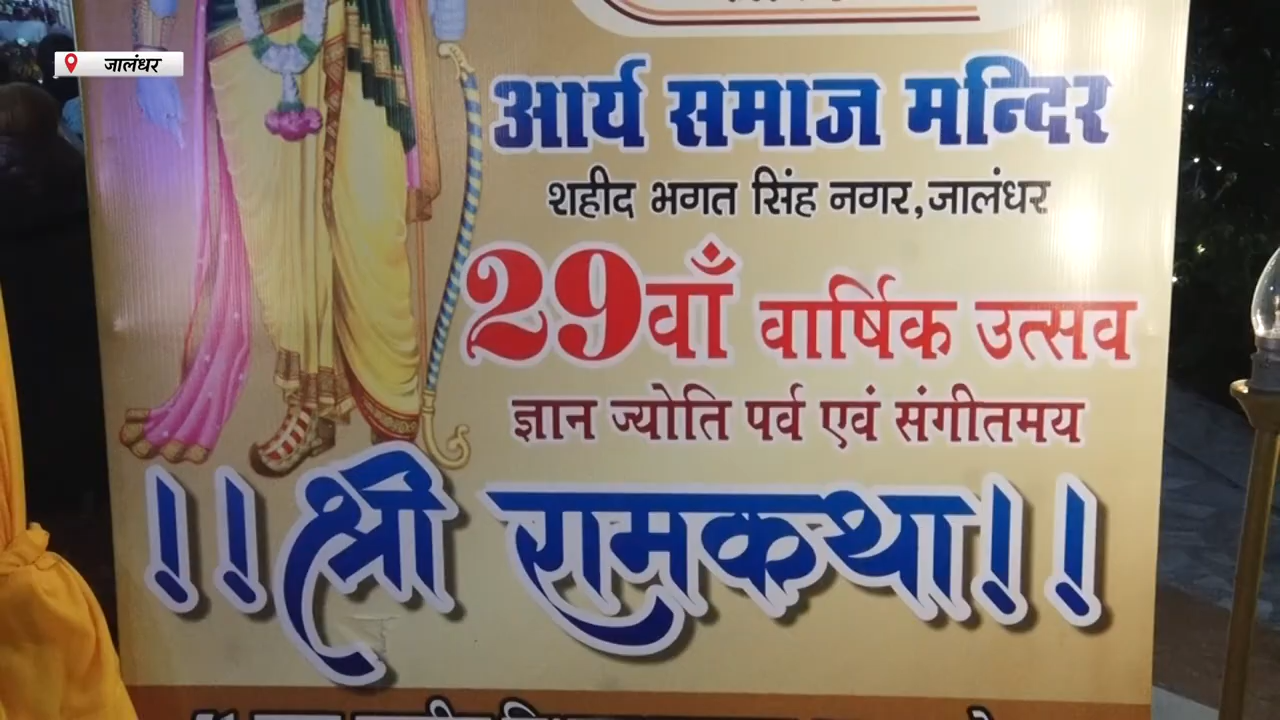 जालंधर
आर्य समाज मन्दिर
शहीद भगत सिंह नगर,जालंधर
29वाँ वार्षिक उत्सव
ज्ञान ज्योति पर्व एवं संगीतमय
।।श्री रामकथा।।